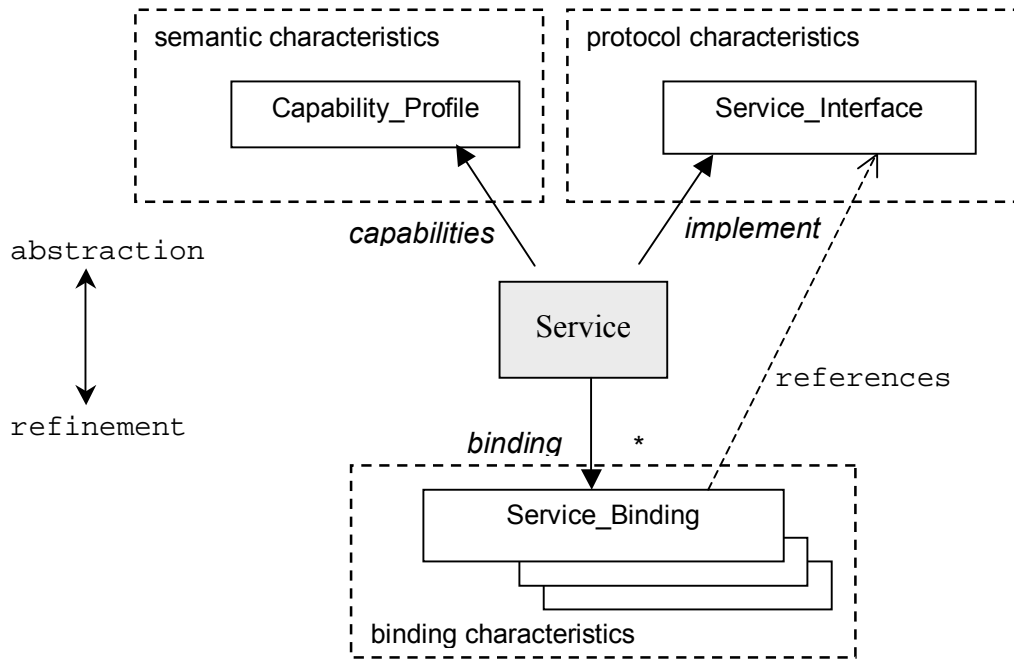 semantic characteristics
protocol characteristics
Capability_Profile
Service_Interface
capabilities
implement
abstraction
Service
references
refinement
binding *
Service_Binding
binding characteristics